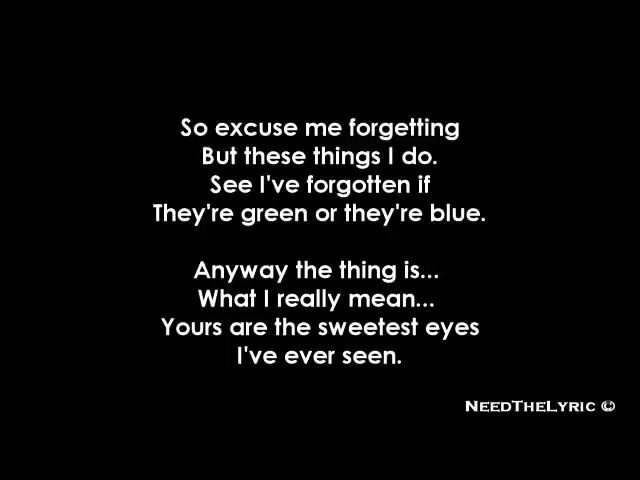 So excuse me forgetting
But these things I do.
See I've forgotten if
They're green or they're blue.
Anyway the thing is...
What I really mean...
Yours are the sweetest eyes
I've ever seen.
NeedTheLyric ©